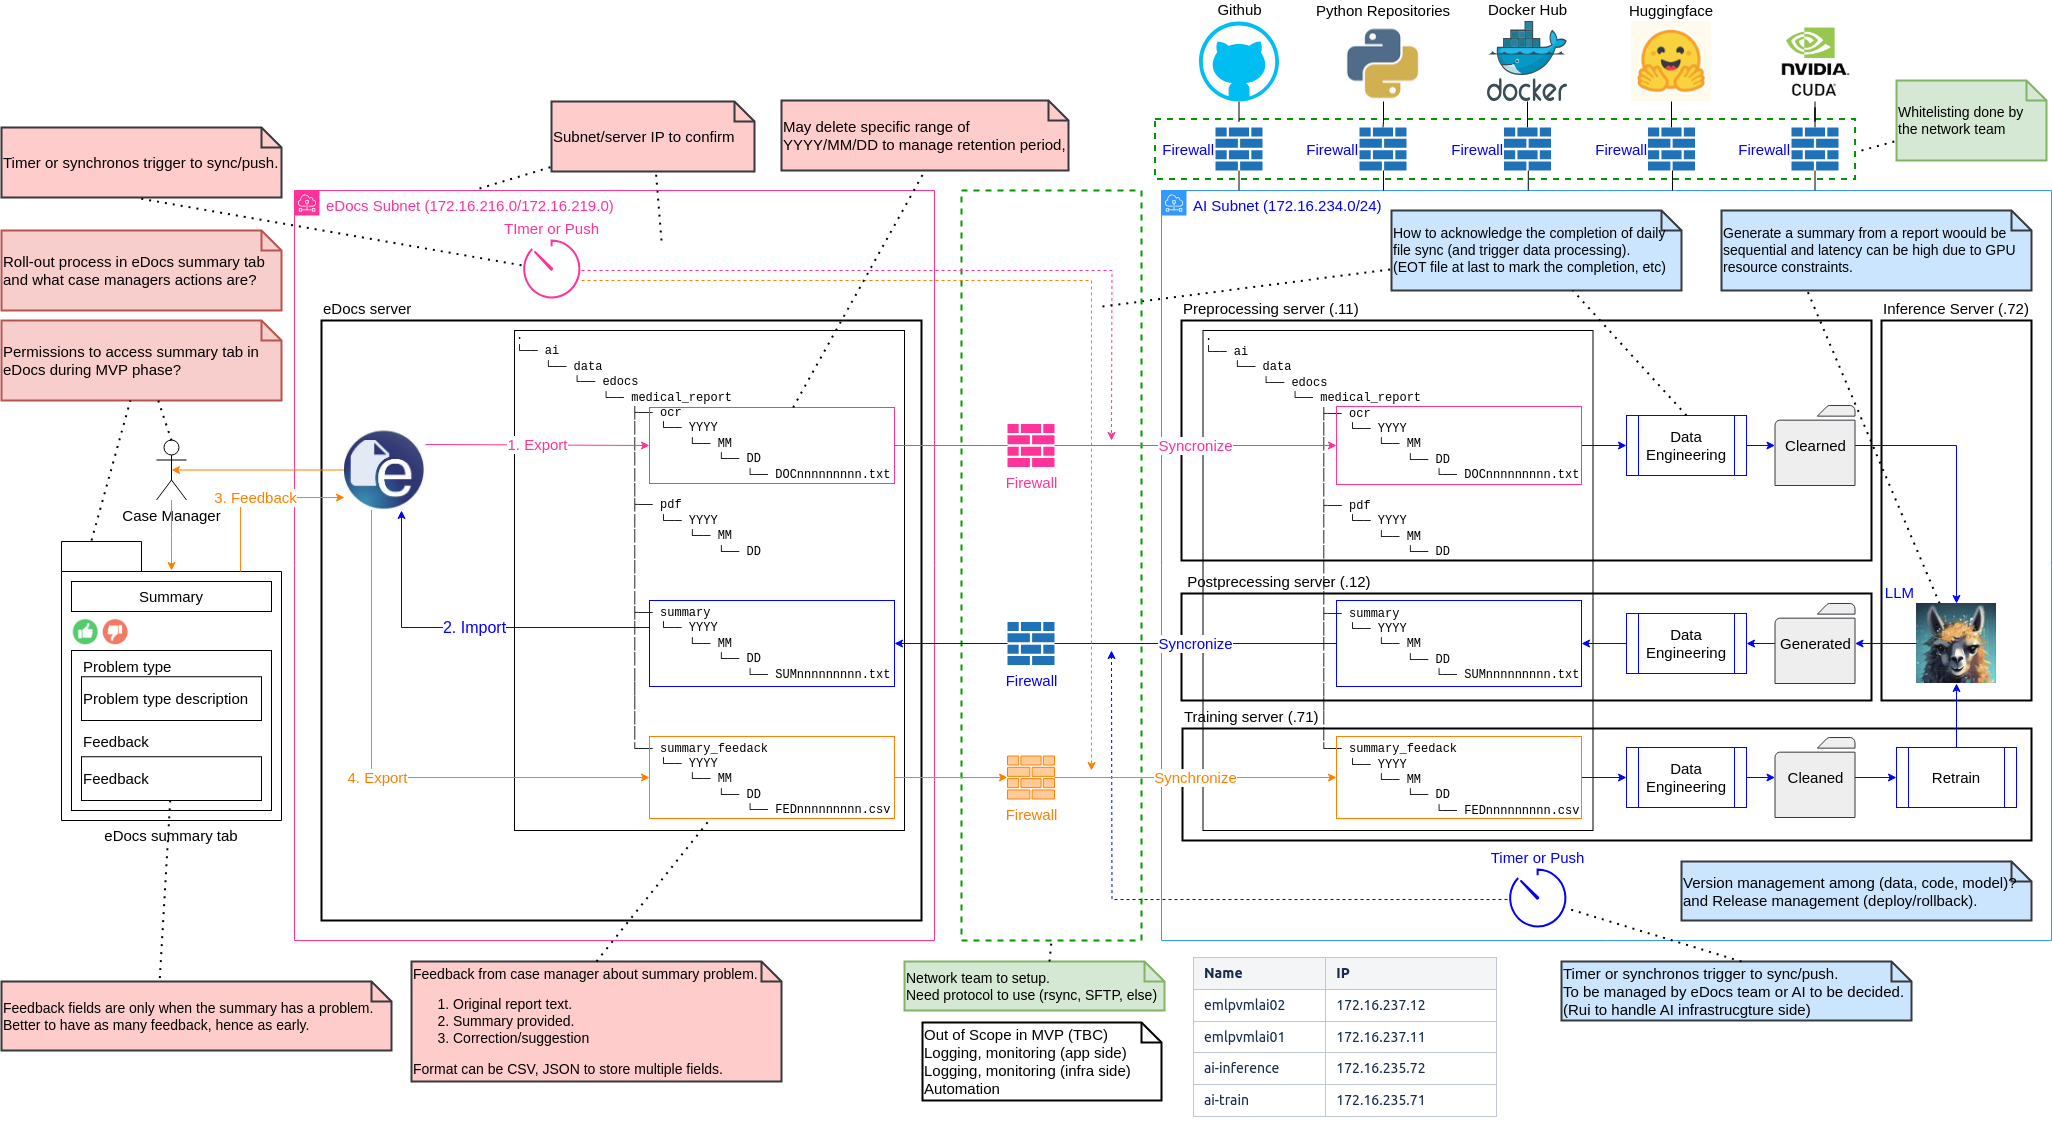 Github
Python Repositories
Docker Hub
Huggingface
docker
NVIDIA.
CUDA
Firewall
Firewall
Firewall
Firewall
Firewall
Whitelisting done by
the network team
Timer or synchronos trigger to sync/push.
Subnet/server IP to confirm
May delete specific range of
YYYY/MM/DD to manage retention period,
Roll-out process in eDocs summary tab
and what case managers actions are?
Permissions to access summary tab in
eDocs during MVP phase?
eDocs Subnet (172.16.216.0/172.16.219.0)
TImer or Push
eDocs server
.
└── ai
└── data
└── edocs
└── medical_report
├── ocr
└── YYYY
└── MM
└── DD
└── DOCnnnnnnnnn.txt
├── pdf
└── YYYY
└── MM
└── DD
├── summary
└── YYYY
└── MM
└── DD
└── SUMnnnnnnnnn.txt
└── summary_feedack
└── YYYY
└── MM
└── DD
└── FEDnnnnnnnnn.csv
1. Export
2. Import
3. Feedback
4. Export
e
Case Manager
Summary
Problem type
Problem type description
Feedback
Feedback
eDocs summary tab
Firewall
Firewall
Firewall
Syncronize
Syncronize
Synchronize
AI Subnet (172.16.234.0/24)
How to acknowledge the completion of daily
file sync (and trigger data processing).
(EOT file at last to mark the completion, etc)
Generate a summary from a report woould be
sequential and latency can be high due to GPU
resource constraints.
Preprocessing server (.11)
Inference Server (.72)
.
└── ai
└── data
└── edocs
└── medical_report
├── ocr
└── YYYY
└── MM
└── DD
└── DOCnnnnnnnnn.txt
├── pdf
└── YYYY
└── MM
└── DD
Data
Engineering
Clearned
Postprecessing server (.12)
├── summary
└── YYYY
└── MM
└── DD
└── SUMnnnnnnnnn.txt
Data
Engineering
Generated
LLM
Training server (.71)
└── summary_feedack
└── YYYY
└── MM
└── DD
└── FEDnnnnnnnnn.csv
Data
Engineering
Cleaned
Retrain
Timer or Push
Version management among (data, code, model)?
and Release management (deploy/rollback).
Timer or synchronos trigger to sync/push.
To be managed by eDocs team or AI to be decided.
(Rui to handle AI infrastrucgture side)
Feedback fields are only when the summary has a problem.
Better to have as many feedback, hence as early.
Feedback from case manager about summary problem.
1. Original report text.
2. Summary provided.
3. Correction/suggestion
Format can be CSV, JSON to store multiple fields.
Network team to setup.
Need protocol to use (rsync, SFTP, else)
Out of Scope in MVP (TBC)
Logging, monitoring (app side)
Logging, monitoring (infra side)
Automation
Name IP
emlpvmlai02 172.16.237.12
emlpvmlai01 172.16.237.11
ai-inference 172.16.235.72
ai-train 172.16.235.71